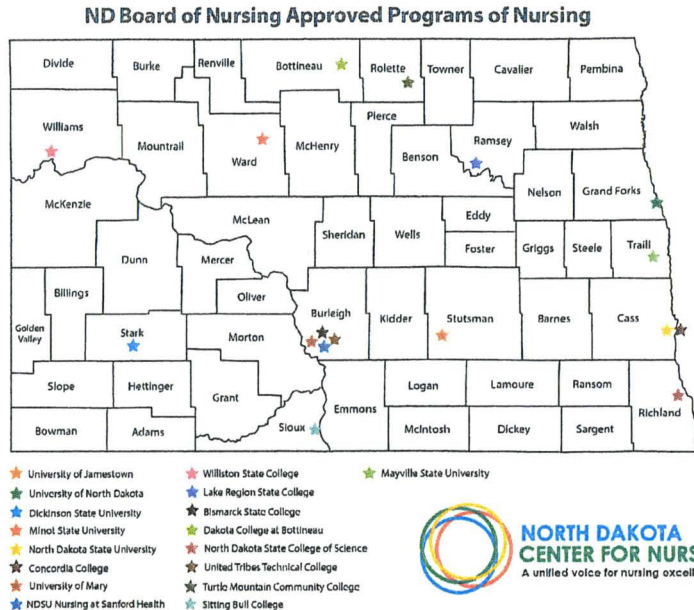 ND Board of Nursing Approved Programs of Nursing
Divide
Burke
Renville
Bottineau
Rolette
Towner
Cavalier
Pembina
Williams
Mountrail
Ward
McHenry
Pierce
Benson
Ramsey
Walsh
McKenzie
McLean
Sheridan
Wells
Eddy
Foster
Nelson
Grand Forks
Griggs
Steele
Traill
Dunn
Mercer
Oliver
Billings
Golden
Valley
Stark
Morton
Burleigh
Kidder
Stutsman
Barnes
Cass
Slope
Hettinger
Grant
Sioux
Emmons
Logan
Lamoure
Ransom
Richland
Bowman
Adams
McIntosh
Dickey
Sargent
University of Jamestown
University of North Dakota
Dickinson State University
Minot State University
North Dakota State University
Concordia College
University of Mary
NDSU Nursing at Sanford Health
Williston State College
Lake Region State College
Bismarck State College
Dakota College at Bottineau
North Dakota State College of Science
United Tribes Technical College
Turtle Mountain Community College
Sitting Bull College
Mayville State University
NORTH DAKOTA
CENTER FOR NURS
A unified voice for nursing excell